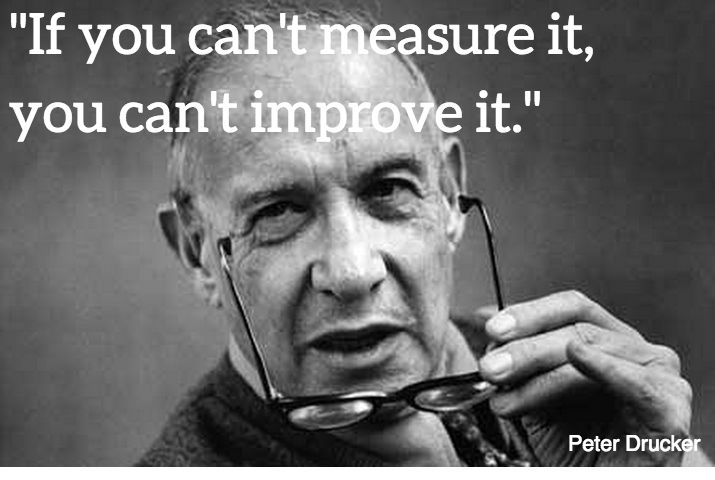 "If you can't measure it,
you can't improve it."
Peter Drucker